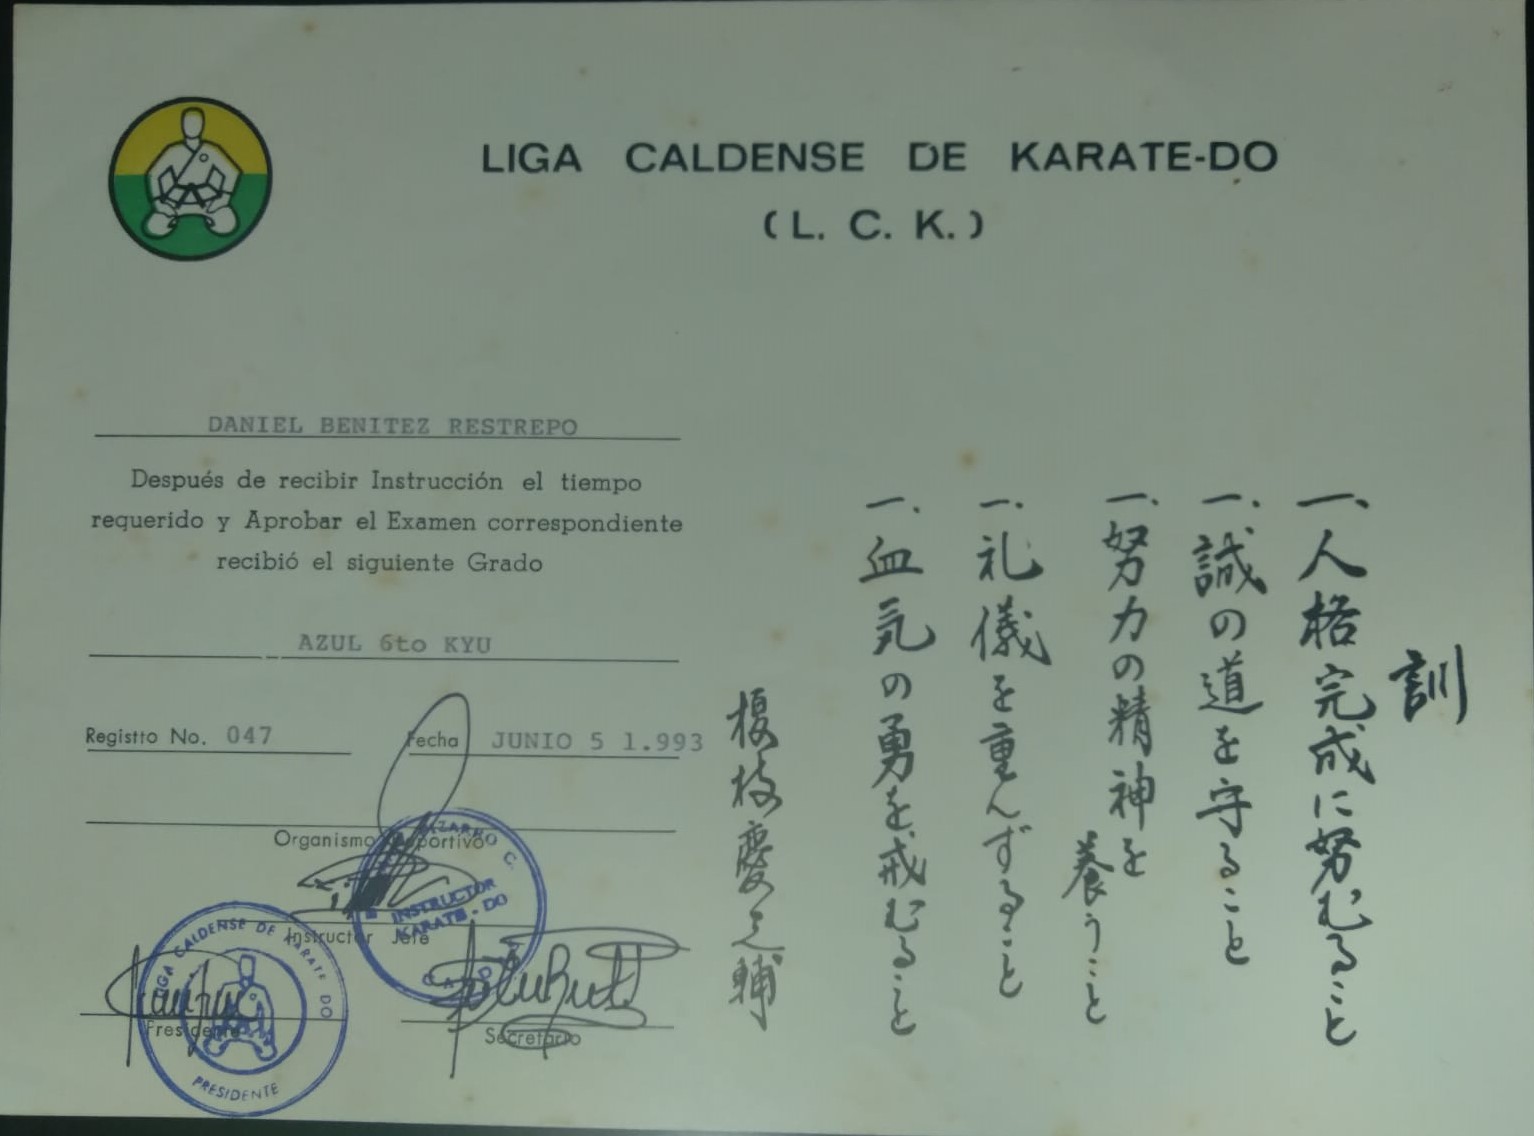 LIGA CALDENSE DE KARATE-DO
(L. C. K.)
DANIEL BENITEZ RESTREPO
Después de recibir Instrucción el tiempo
requerido y Aprobar el Examen correspondiente
recibió el siguiente Grado
AZUL 6to KYU
Registro No. 047
Fecha JUNIO 5 1.993
Organismo Deportivo
Instructor Jefe
Presidente
Secretario
IZARRO C.
INSTRUCTOR
KARATE-DO
LIGA CALDENSE DE KARATE DO
PRESIDENTE
訓
一、人格完成に努むること
一、誠の道を守ること
一、努力の精神を
養うこと
一、礼儀を重んずること
一、血気の勇を戒むること
榎枝慶之輔